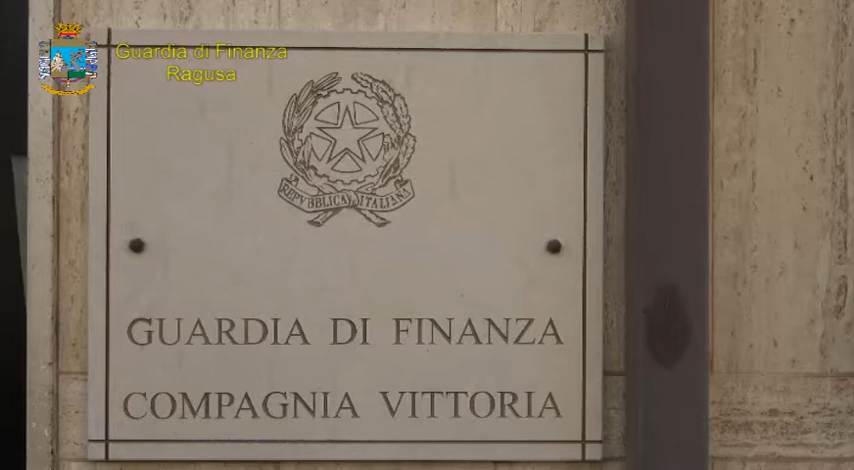 Guardia di Finanza
Ragusa
REPVBBLICA ITALIANA
GUARDIA DI FINANZA
COMPAGNIA VITTORIA